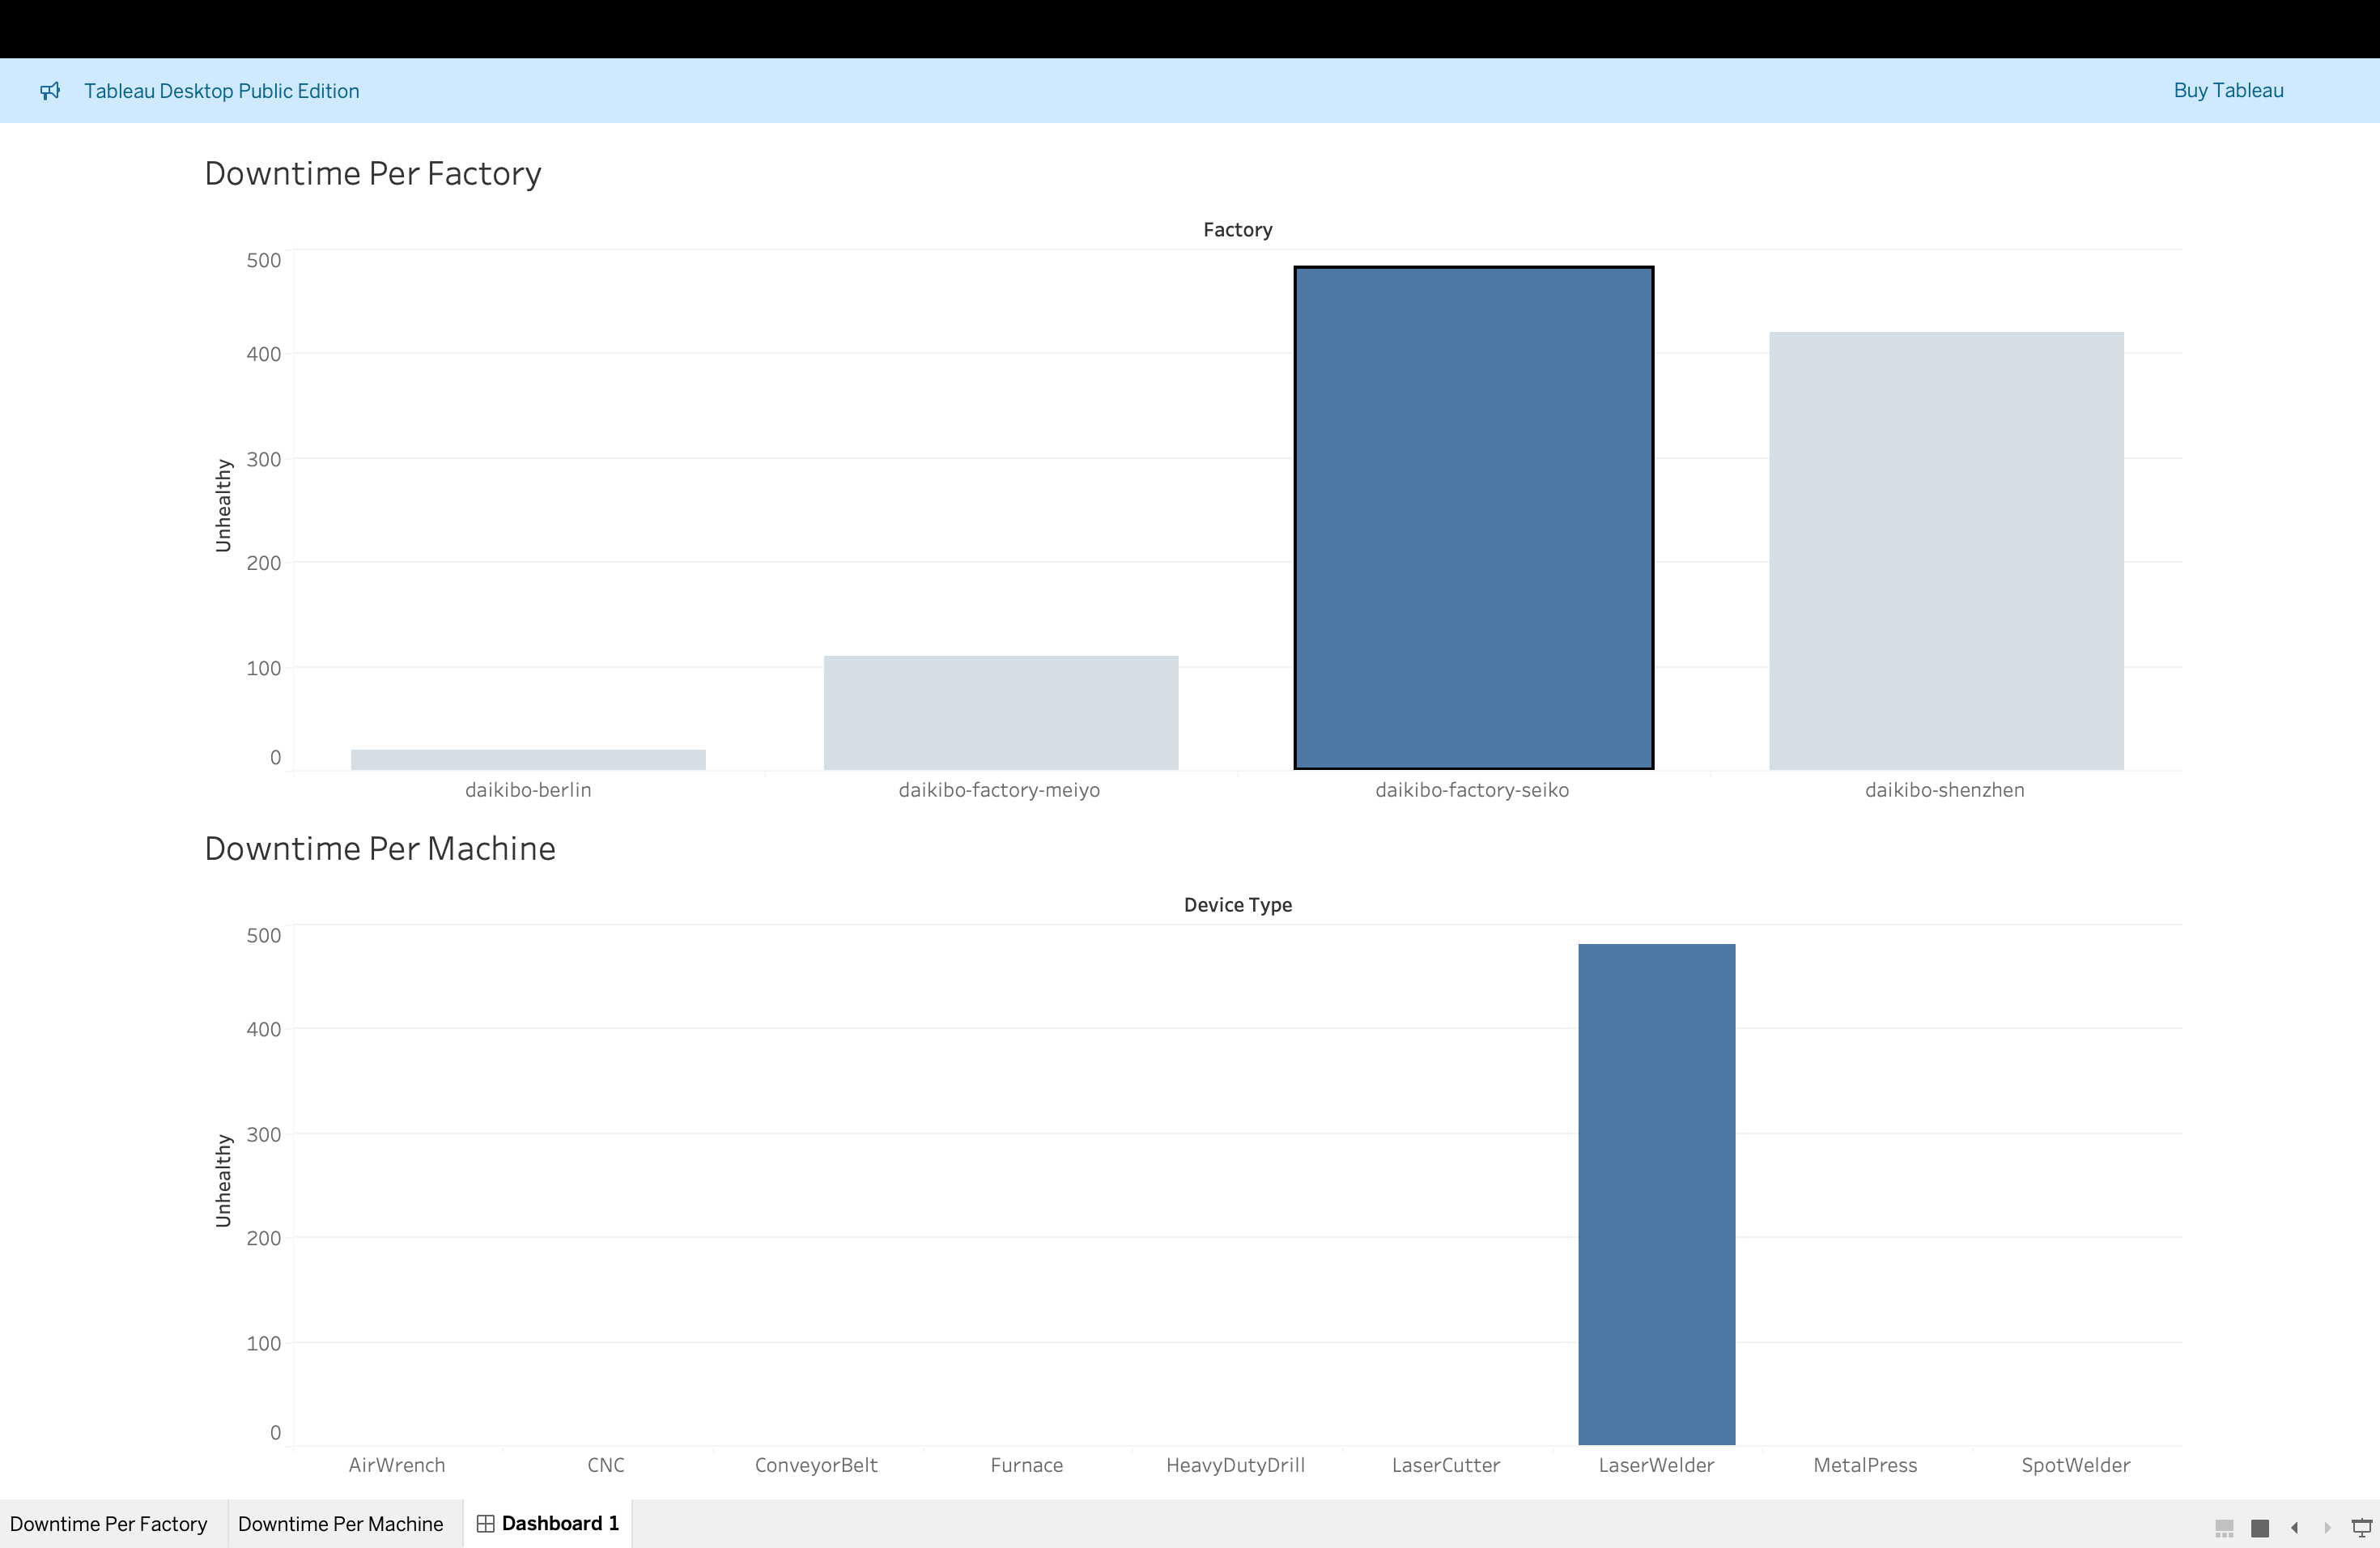 Tableau Desktop Public Edition
Buy Tableau
Downtime Per Factory
Factory
Unhealthy
500
400
300
200
100
0
daikibo-berlin
daikibo-factory-meiyo
daikibo-factory-seiko
daikibo-shenzhen
Downtime Per Machine
Device Type
Unhealthy
500
400
300
200
100
0
AirWrench
CNC
ConveyorBelt
Furnace
HeavyDutyDrill
LaserCutter
LaserWelder
MetalPress
SpotWelder
Downtime Per Factory
Downtime Per Machine
Dashboard 1